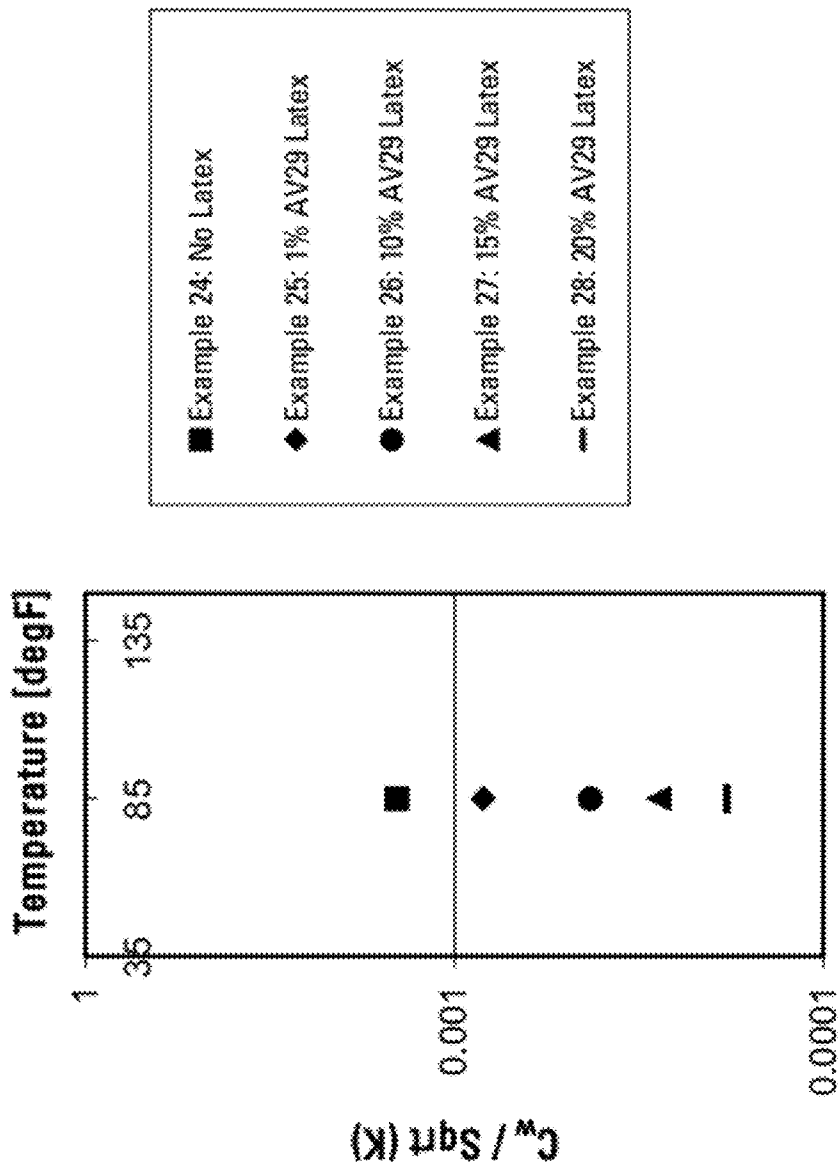 Temperature [degF]
35
85
135
1
0.001
0.0001
Cw / Sqrt (K)
Example 24: No Latex
Example 25: 1% AV29 Latex
Example 26: 10% AV29 Latex
Example 27: 15% AV29 Latex
Example 28: 20% AV29 Latex